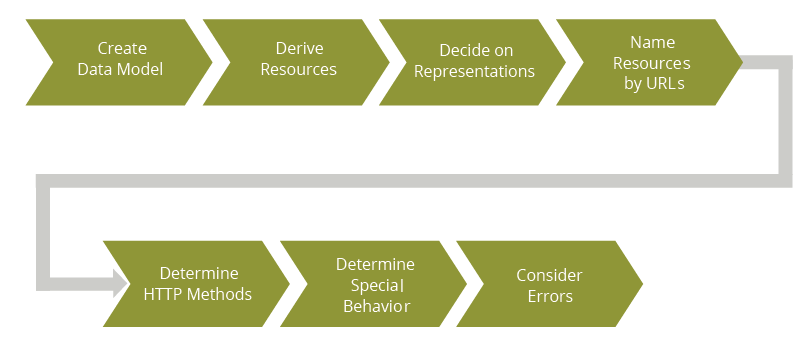 Create
Data Model
Derive
Resources
Decide on
Representations
Name
Resources
by URLs
Determine
HTTP Methods
Determine
Special
Behavior
Consider
Errors